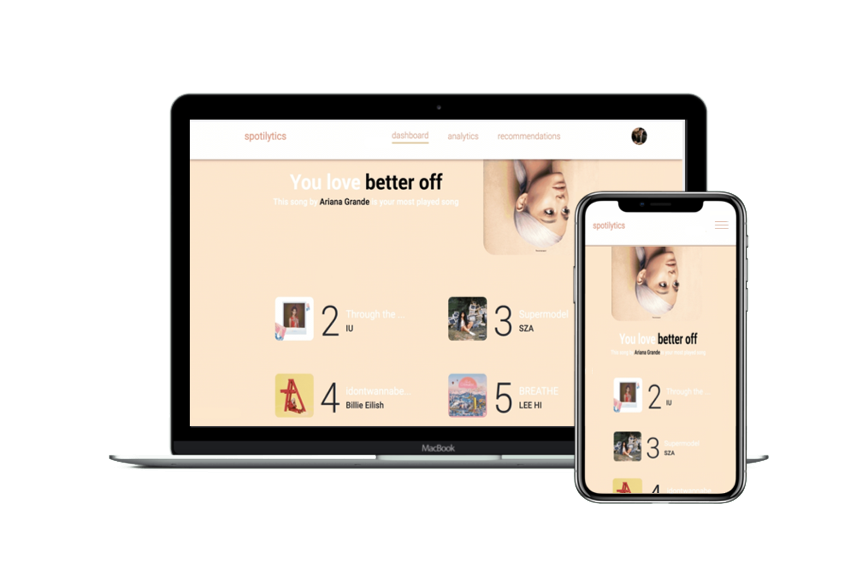 spotilytics
dashboard analytics recommendations
You love better off
This song by Ariana Grande is your most played song
2 Through the ...
IU
3 Supermodel
SZA
4 idontwannabe...
Billie Eilish
5 BREATHE
LEE HI
MacBook
spotilytics
You love better off
This song by Ariana Grande is your most played song
2 Through the ...
IU
3 Supermodel
SZA
4